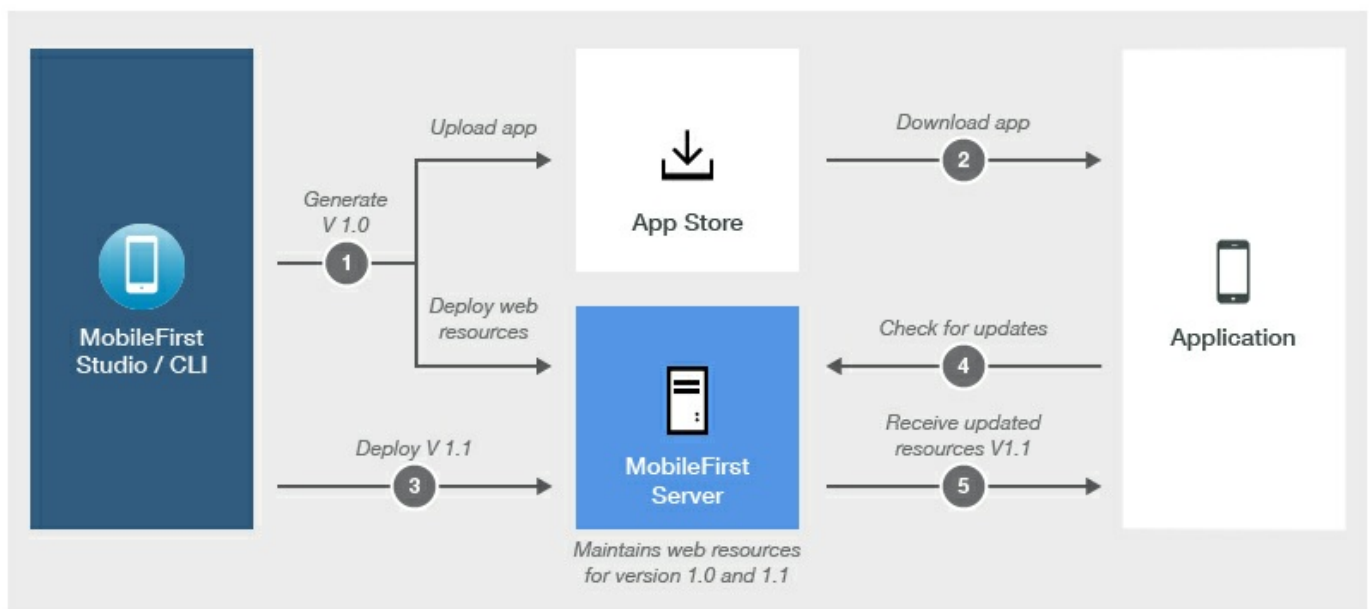 Upload app
Generate
V 1.0
1
Deploy web
resources
MobileFirst
Studio / CLI
Deploy V 1.1
3
App Store
MobileFirst
Server
Maintains web resources
for version 1.0 and 1.1
Download app
2
Check for updates
4
Receive updated
resources V1.1
5
Application